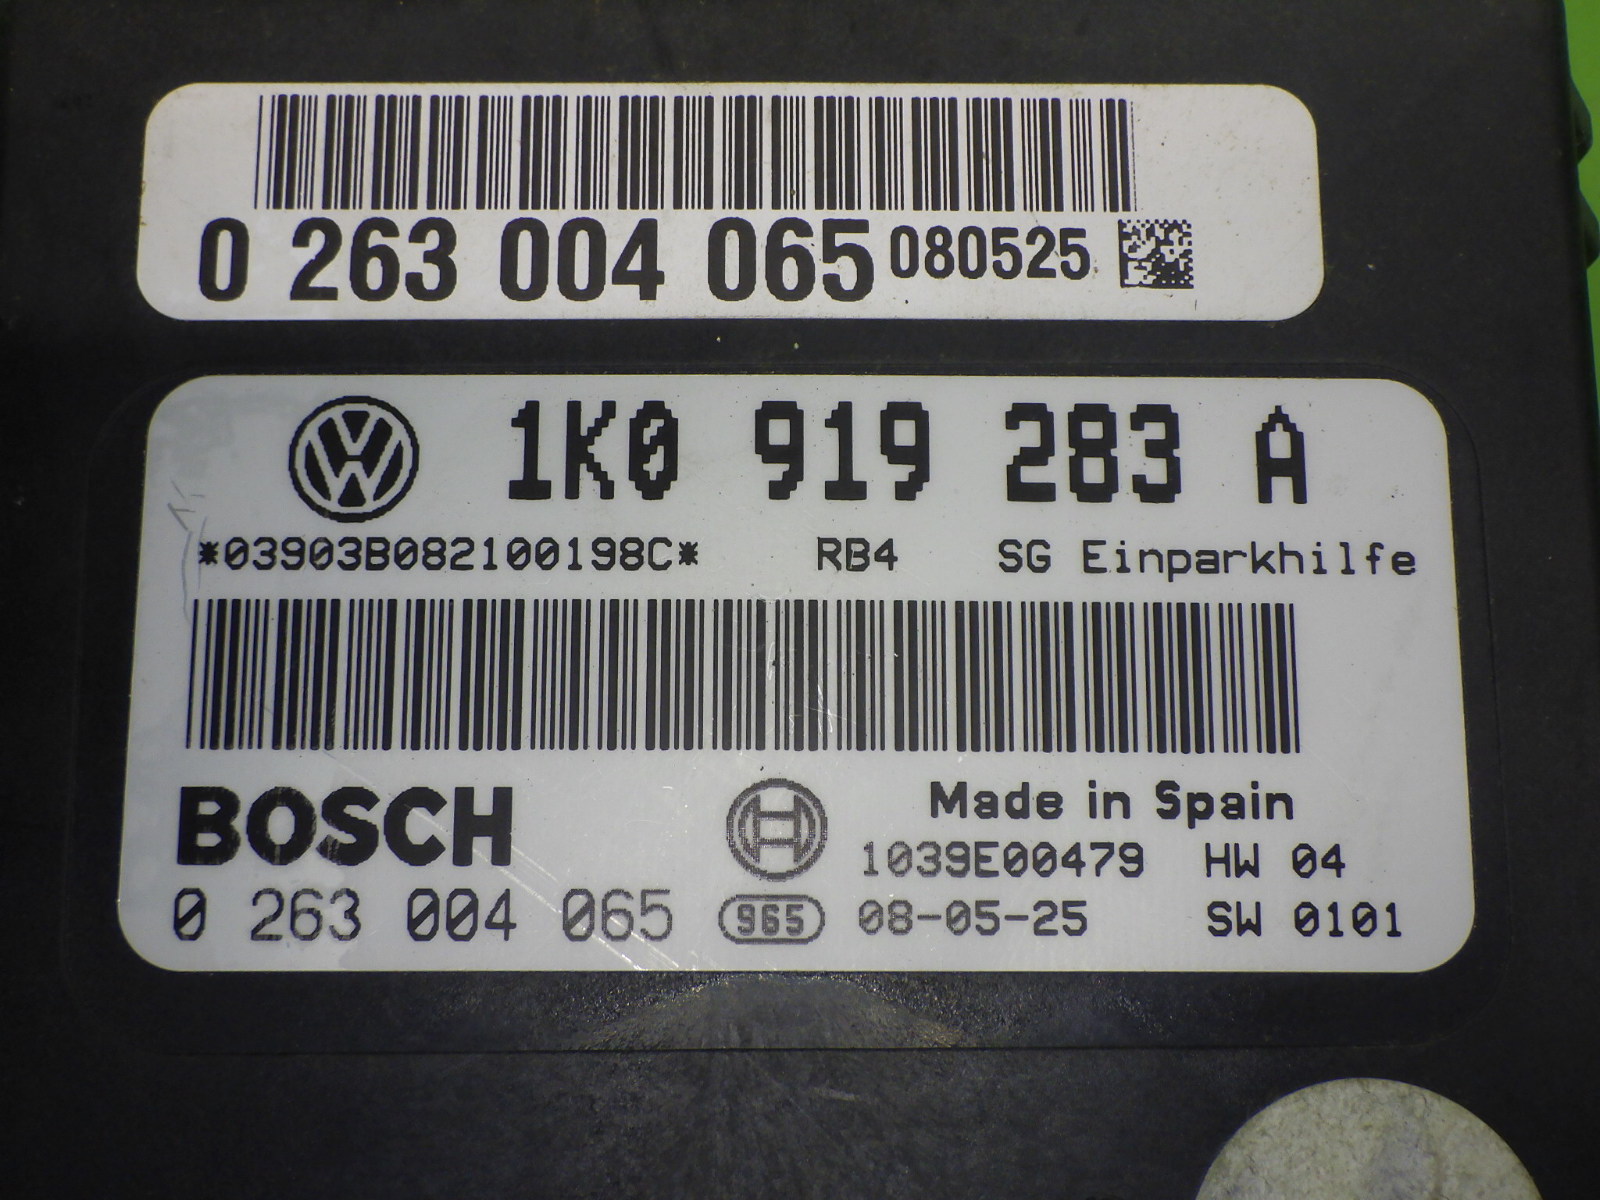 0 263 004 065 080525
1K0 919 283 A
*03903B082100198C* RB4 SG Einparkhilfe
BOSCH
Made in Spain
1039E00479 HW 04
0 263 004 065 965 08-05-25 SW 0101